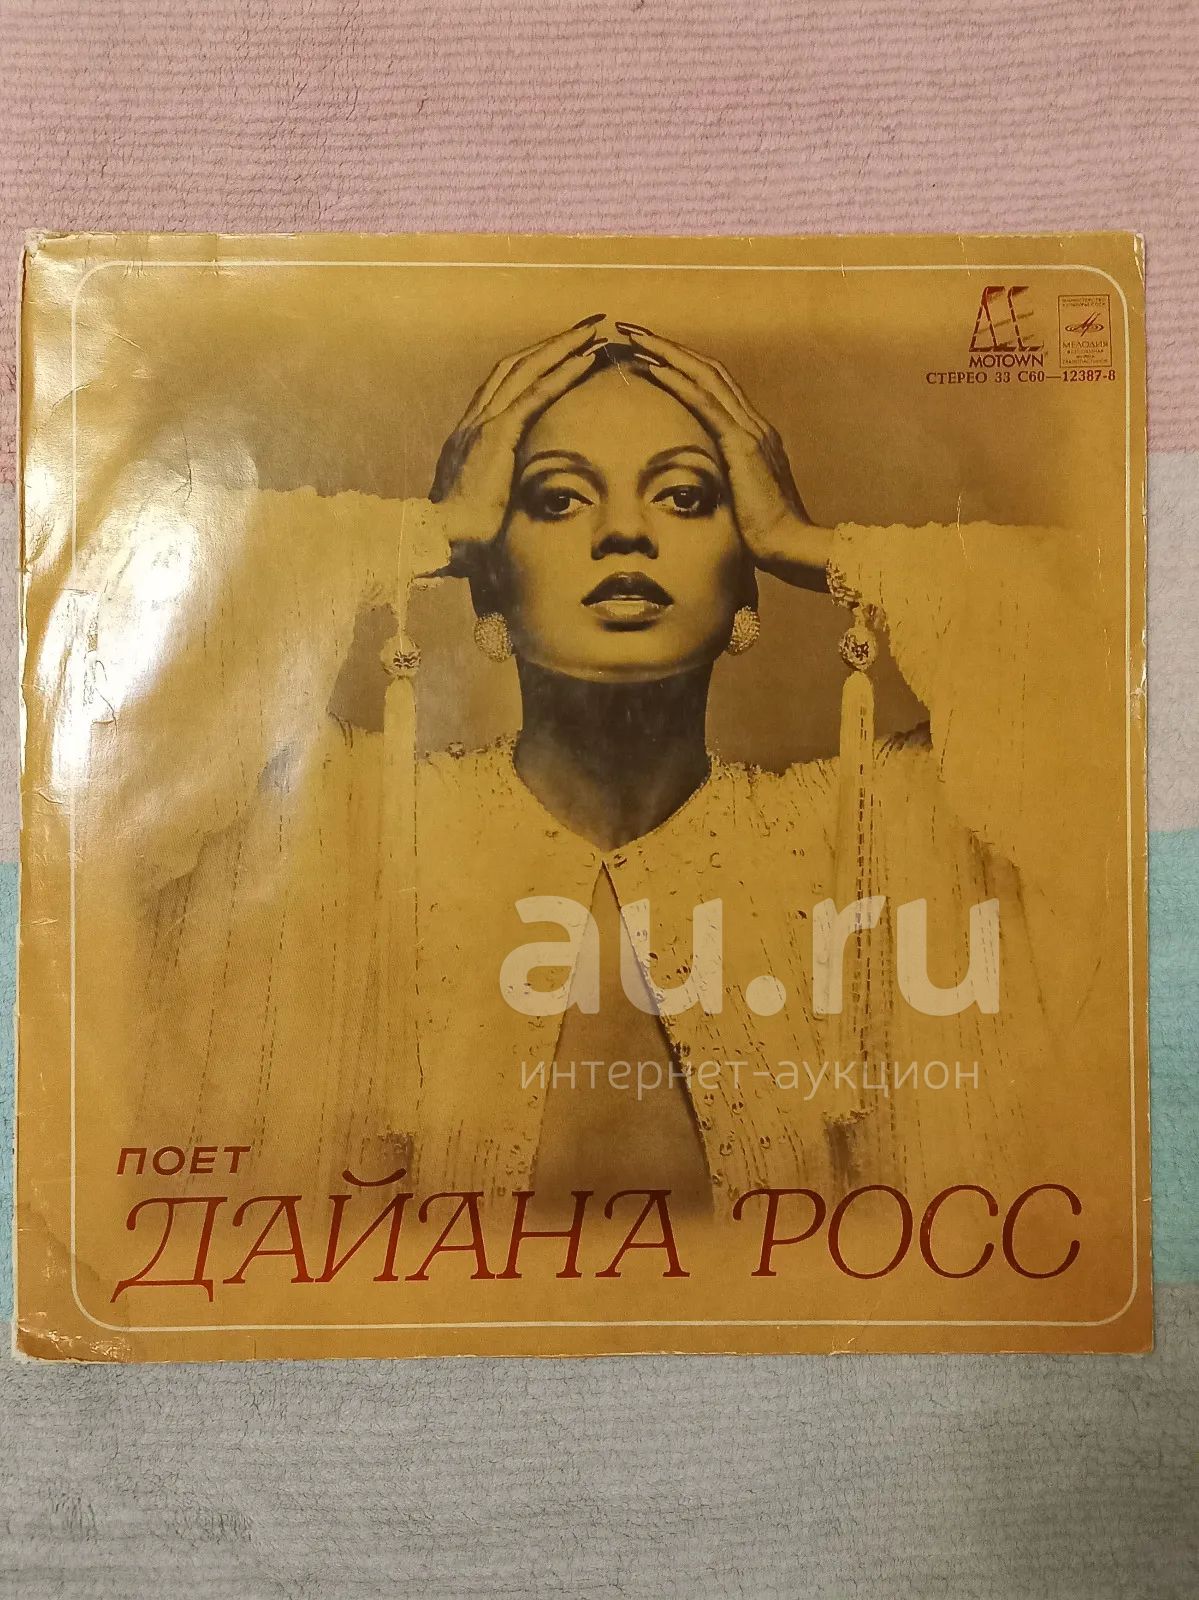 MOTOWN
МЕЛОДИЯ
СТЕРЕО 33 С60—12387-8
au.ru
интернет-аукцион
ПОЕТ
ДАЙАНА РОСС